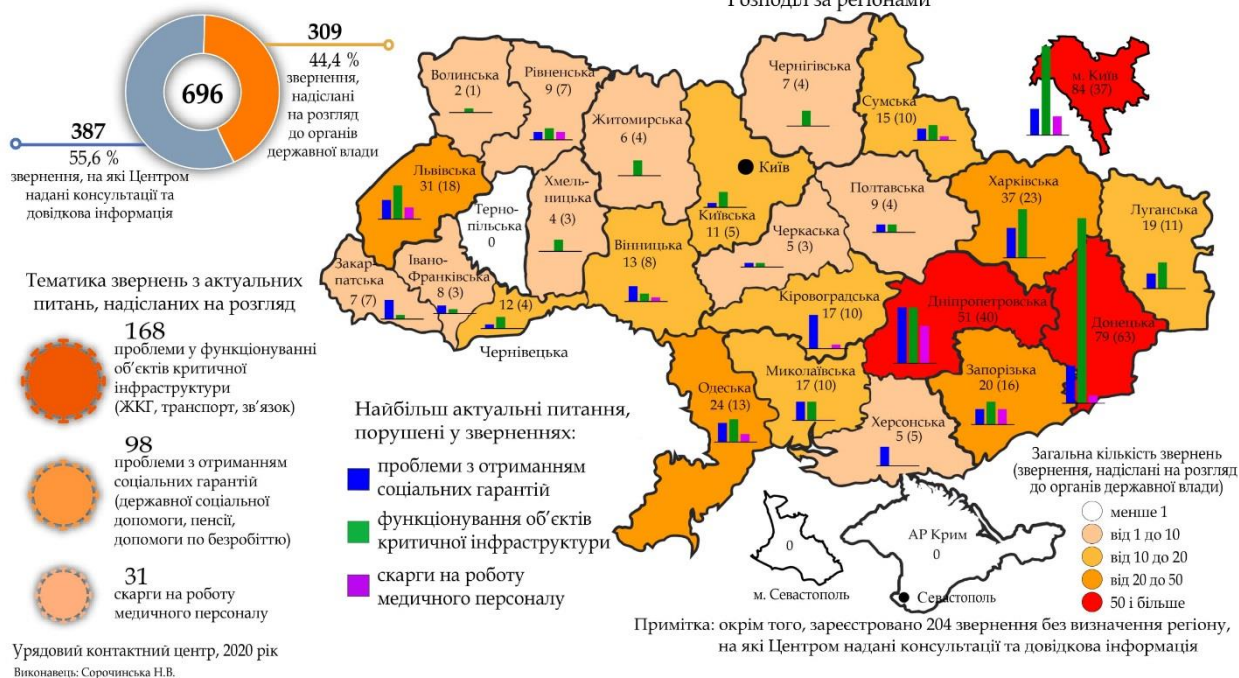 Розподіл за регіонами
696
309
44,4 %
звернення,
надіслані
на розгляд
до органів
державної влади
387
55,6 %
звернення, на які Центром
надані консультації та
довідкова інформація
Тематика звернень з актуальних
питань, надісланих на розгляд
168
проблеми у функціонуванні
об’єктів критичної
інфраструктури
(ЖКГ, транспорт, зв’язок)
98
проблеми з отриманням
соціальних гарантій
(державної соціальної
допомоги, пенсії,
допомоги по безробіттю)
31
скарги на роботу
медичного персоналу
Урядовий контактний центр, 2020 рік
Виконавець: Сорочинська Н.В.
Волинська
2 (1)
Рівненська
9 (7)
Житомирська
6 (4)
Чернігівська
7 (4)
Сумська
15 (10)
м. Київ
84 (37)
Львівська
31 (18)
Терно-
пільська
0
Хмель-
ницька
4 (3)
Київ
Київська
11 (5)
Полтавська
9 (4)
Харківська
37 (23)
Луганська
19 (11)
Закар-
патська
7 (7)
Івано-
Франківська
8 (3)
12 (4)
Чернівецька
Вінницька
13 (8)
Черкаська
5 (3)
Кіровоградська
17 (10)
Дніпропетровська
51 (40)
Донецька
79 (63)
Одеська
24 (13)
Миколаївська
17 (10)
Херсонська
5 (5)
Запорізька
20 (16)
0
м. Севастополь
АР Крим
0
Севастополь
Найбільш актуальні питання,
порушені у зверненнях:
проблеми з отриманням
соціальних гарантій
функціонування об’єктів
критичної інфраструктури
скарги на роботу
медичного персоналу
Загальна кількість звернень
(звернення, надіслані на розгляд
до органів державної влади)
менше 1
від 1 до 10
від 10 до 20
від 20 до 50
50 і більше
Примітка: окрім того, зареєстровано 204 звернення без визначення регіону,
на які Центром надані консультації та довідкова інформація